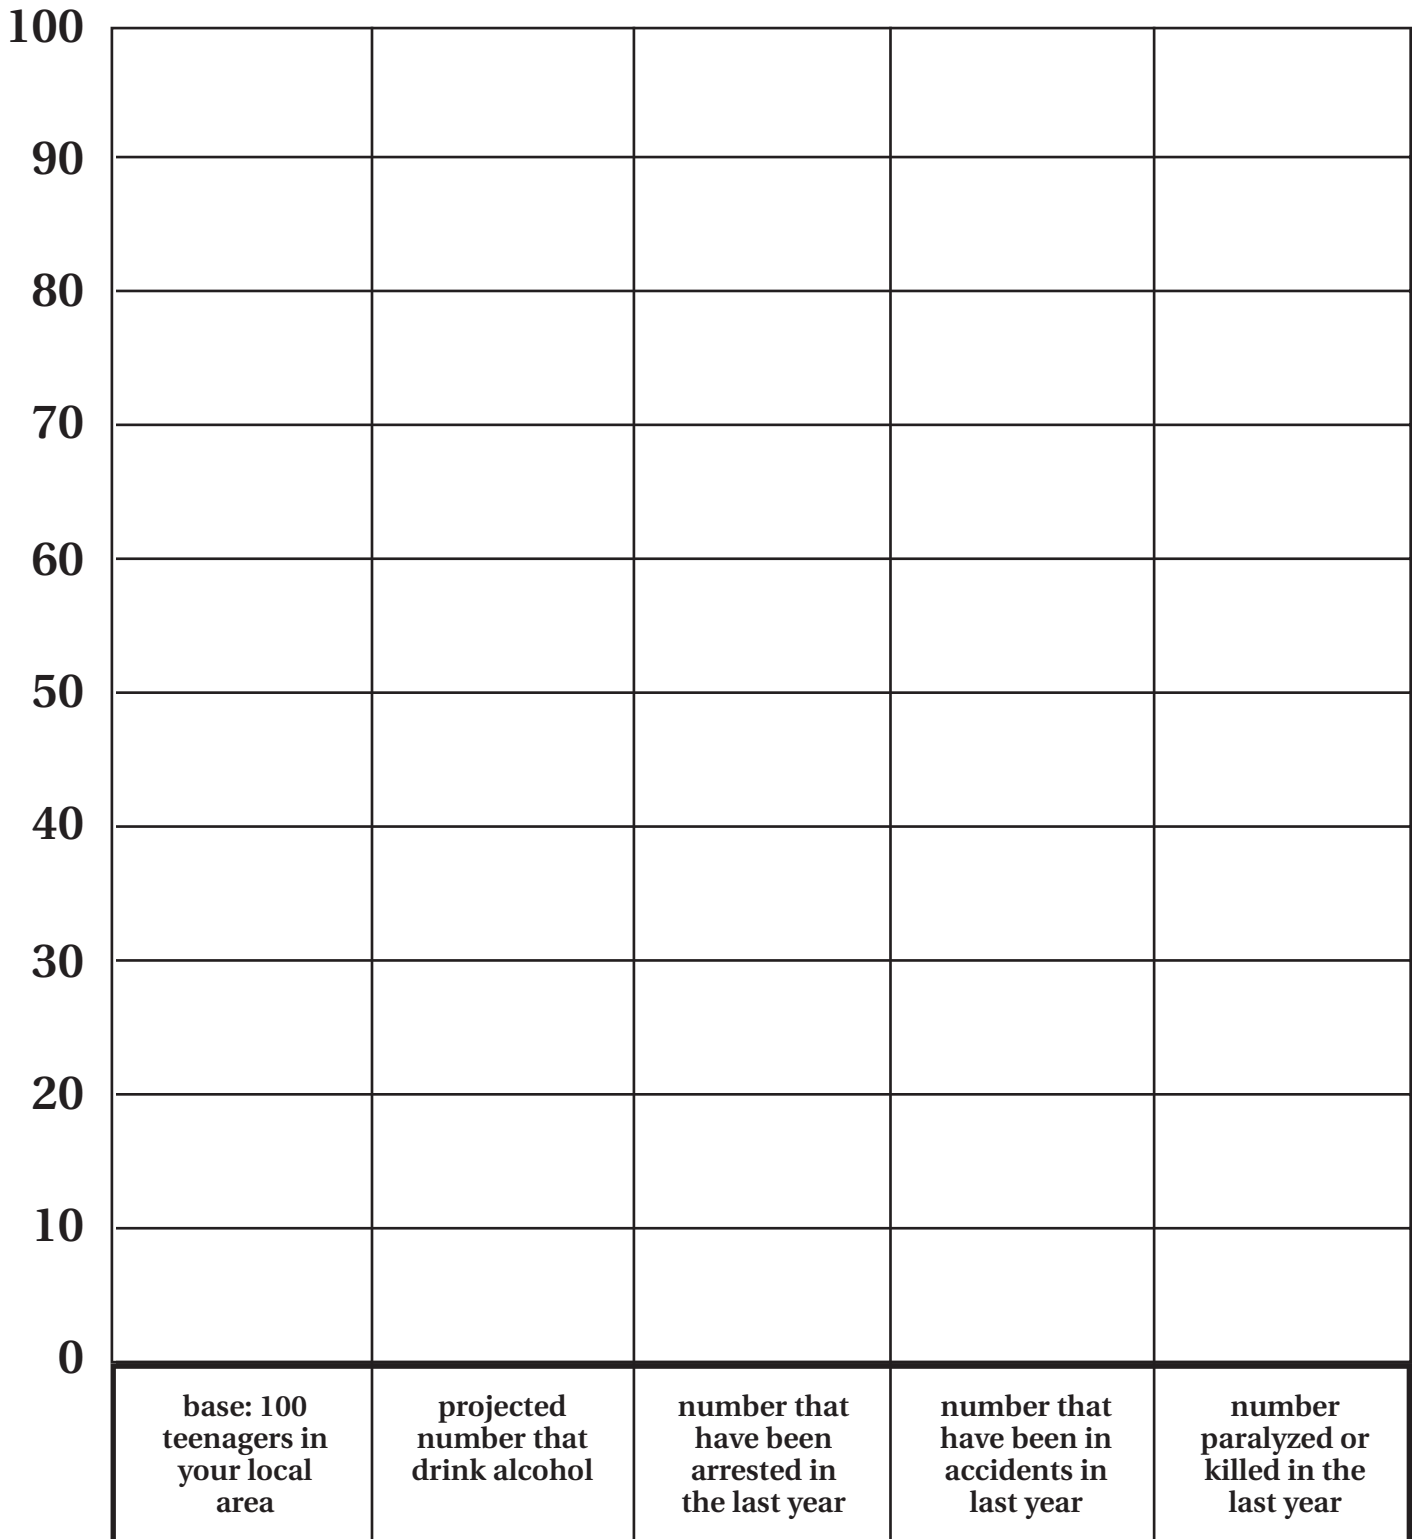 100
90
80
70
60
50
40
30
20
10
0
base: 100
teenagers in
your local
area
projected
number that
drink alcohol
number that
have been
arrested in
the last year
number that
have been in
accidents in
last year
number
paralyzed or
killed in the
last year